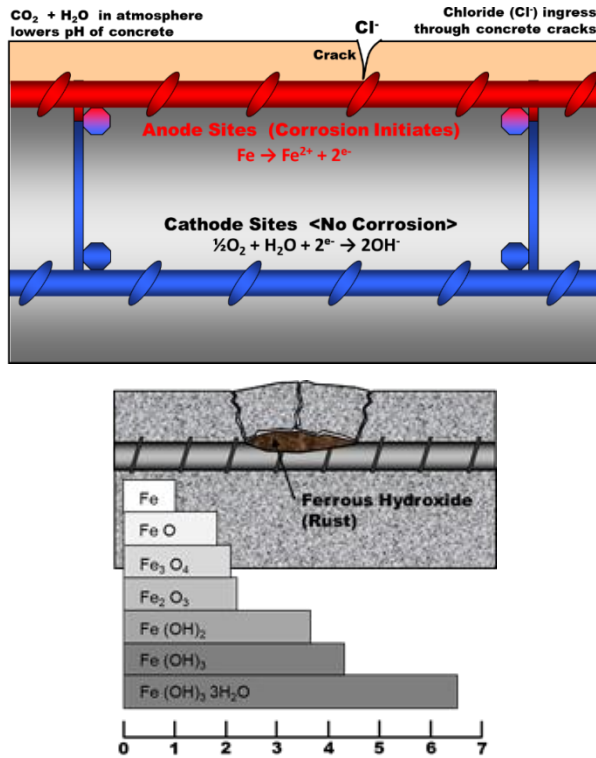 CO₂ + H₂O in atmosphere
lowers pH of concrete
Cl⁻
Chloride (Cl⁻) ingress
through concrete cracks
Crack
Anode Sites (Corrosion Initiates)
Fe → Fe²⁺ + 2ᵉ⁻
Cathode Sites <No Corrosion>
½O₂ + H₂O + 2ᵉ⁻ → 2OH⁻
Ferrous Hydroxide
(Rust)
Fe
Fe O
Fe₃ O₄
Fe₂ O₃
Fe (OH)₂
Fe (OH)₃
Fe (OH)₃ 3H₂O
0 1 2 3 4 5 6 7